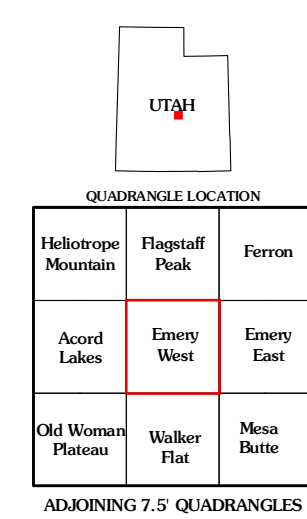 UTAH
QUADRANGLE LOCATION
Heliotrope Mountain
Flagstaff Peak
Ferron
Acord Lakes
Emery West
Emery East
Old Woman Plateau
Walker Flat
Mesa Butte
ADJOINING 7.5' QUADRANGLES